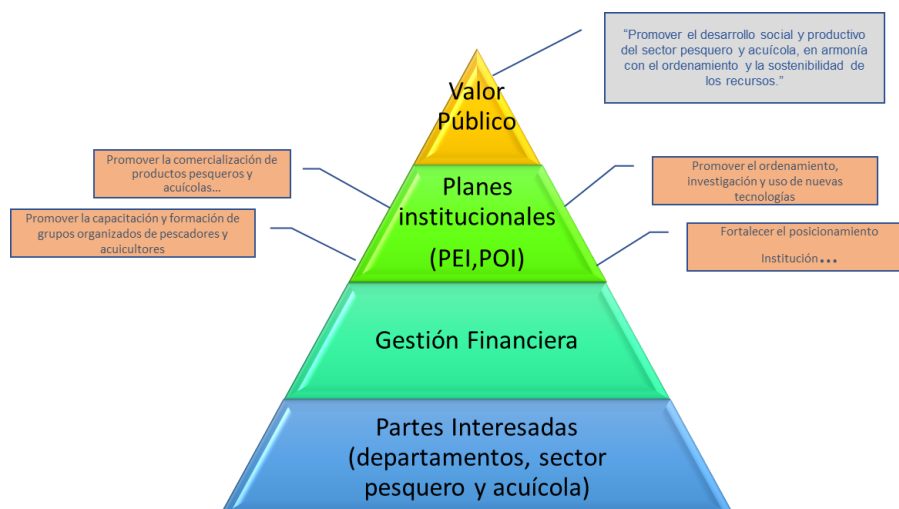 “Promover el desarrollo social y productivo
del sector pesquero y acuícola, en armonía
con el ordenamiento y la sostenibilidad de
los recursos.”
Valor
Público
Promover la comercialización de
productos pesqueros y
acuícolas...
Promover el ordenamiento,
investigación y uso de nuevas
tecnologías
Planes
institucionales
(PEI,POI)
Promover la capacitación y formación de
grupos organizados de pescadores y
acuicultores
Fortalecer el posicionamiento
Institución...
Gestión Financiera
Partes Interesadas
(departamentos, sector
pesquero y acuícola)